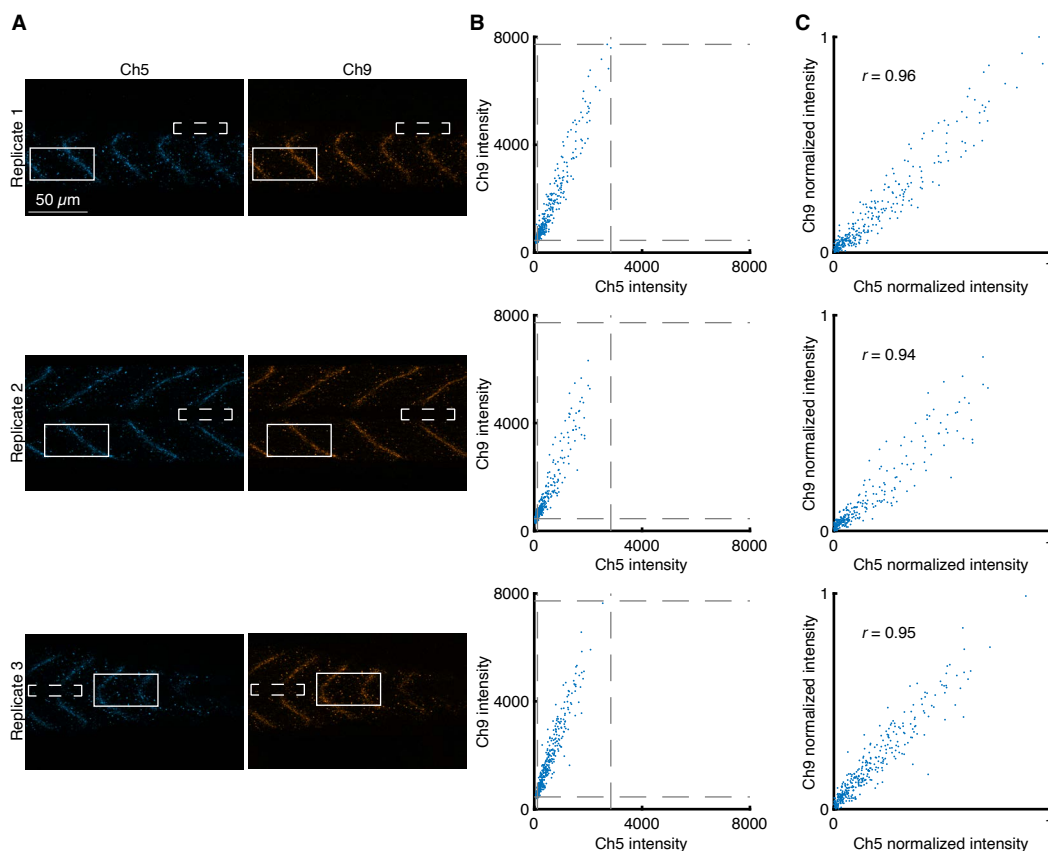 A
B
C
Ch5
Ch9
Replicate 1
50 µm
8000
4000
0
Ch9 intensity
0
4000
8000
Ch5 intensity
1
r = 0.96
0
Ch9 normalized intensity
0
1
Ch5 normalized intensity
Replicate 2
8000
4000
0
Ch9 intensity
0
4000
8000
Ch5 intensity
1
r = 0.94
0
Ch9 normalized intensity
0
1
Ch5 normalized intensity
Replicate 3
8000
4000
0
Ch9 intensity
0
4000
8000
Ch5 intensity
1
r = 0.95
0
Ch9 normalized intensity
0
1
Ch5 normalized intensity